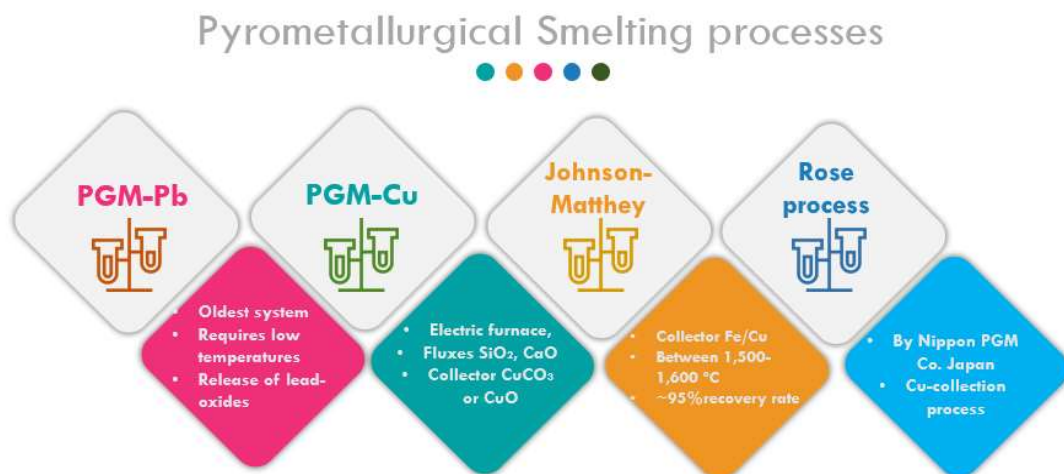 Pyrometallurgical Smelting processes
PGM-Pb
• Oldest system
• Requires low
temperatures
• Release of lead-
oxides
PGM-Cu
• Electric furnace,
• Fluxes SiO₂, CaO
• Collector CuCO₃
or CuO
Johnson-
Matthey
• Collector Fe/Cu
• Between 1,500-
1,600 °C
• ~95%recovery rate
Rose
process
• By Nippon PGM
Co. Japan
• Cu-collection
process